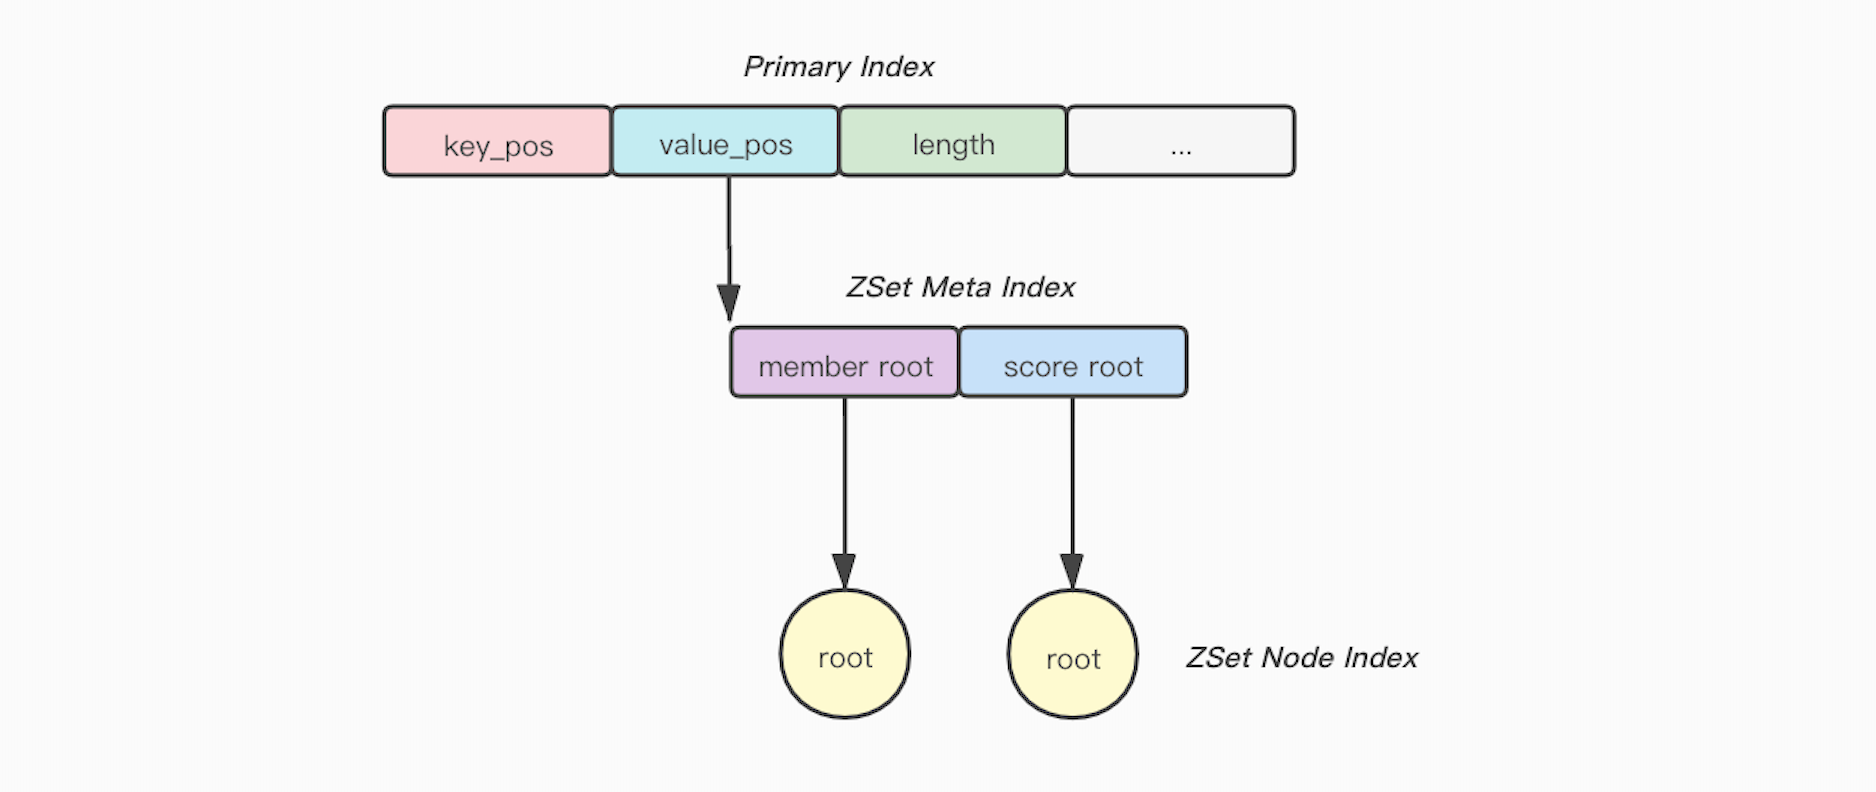 Primary Index
key_pos value_pos length ...
ZSet Meta Index
member root score root
root root ZSet Node Index